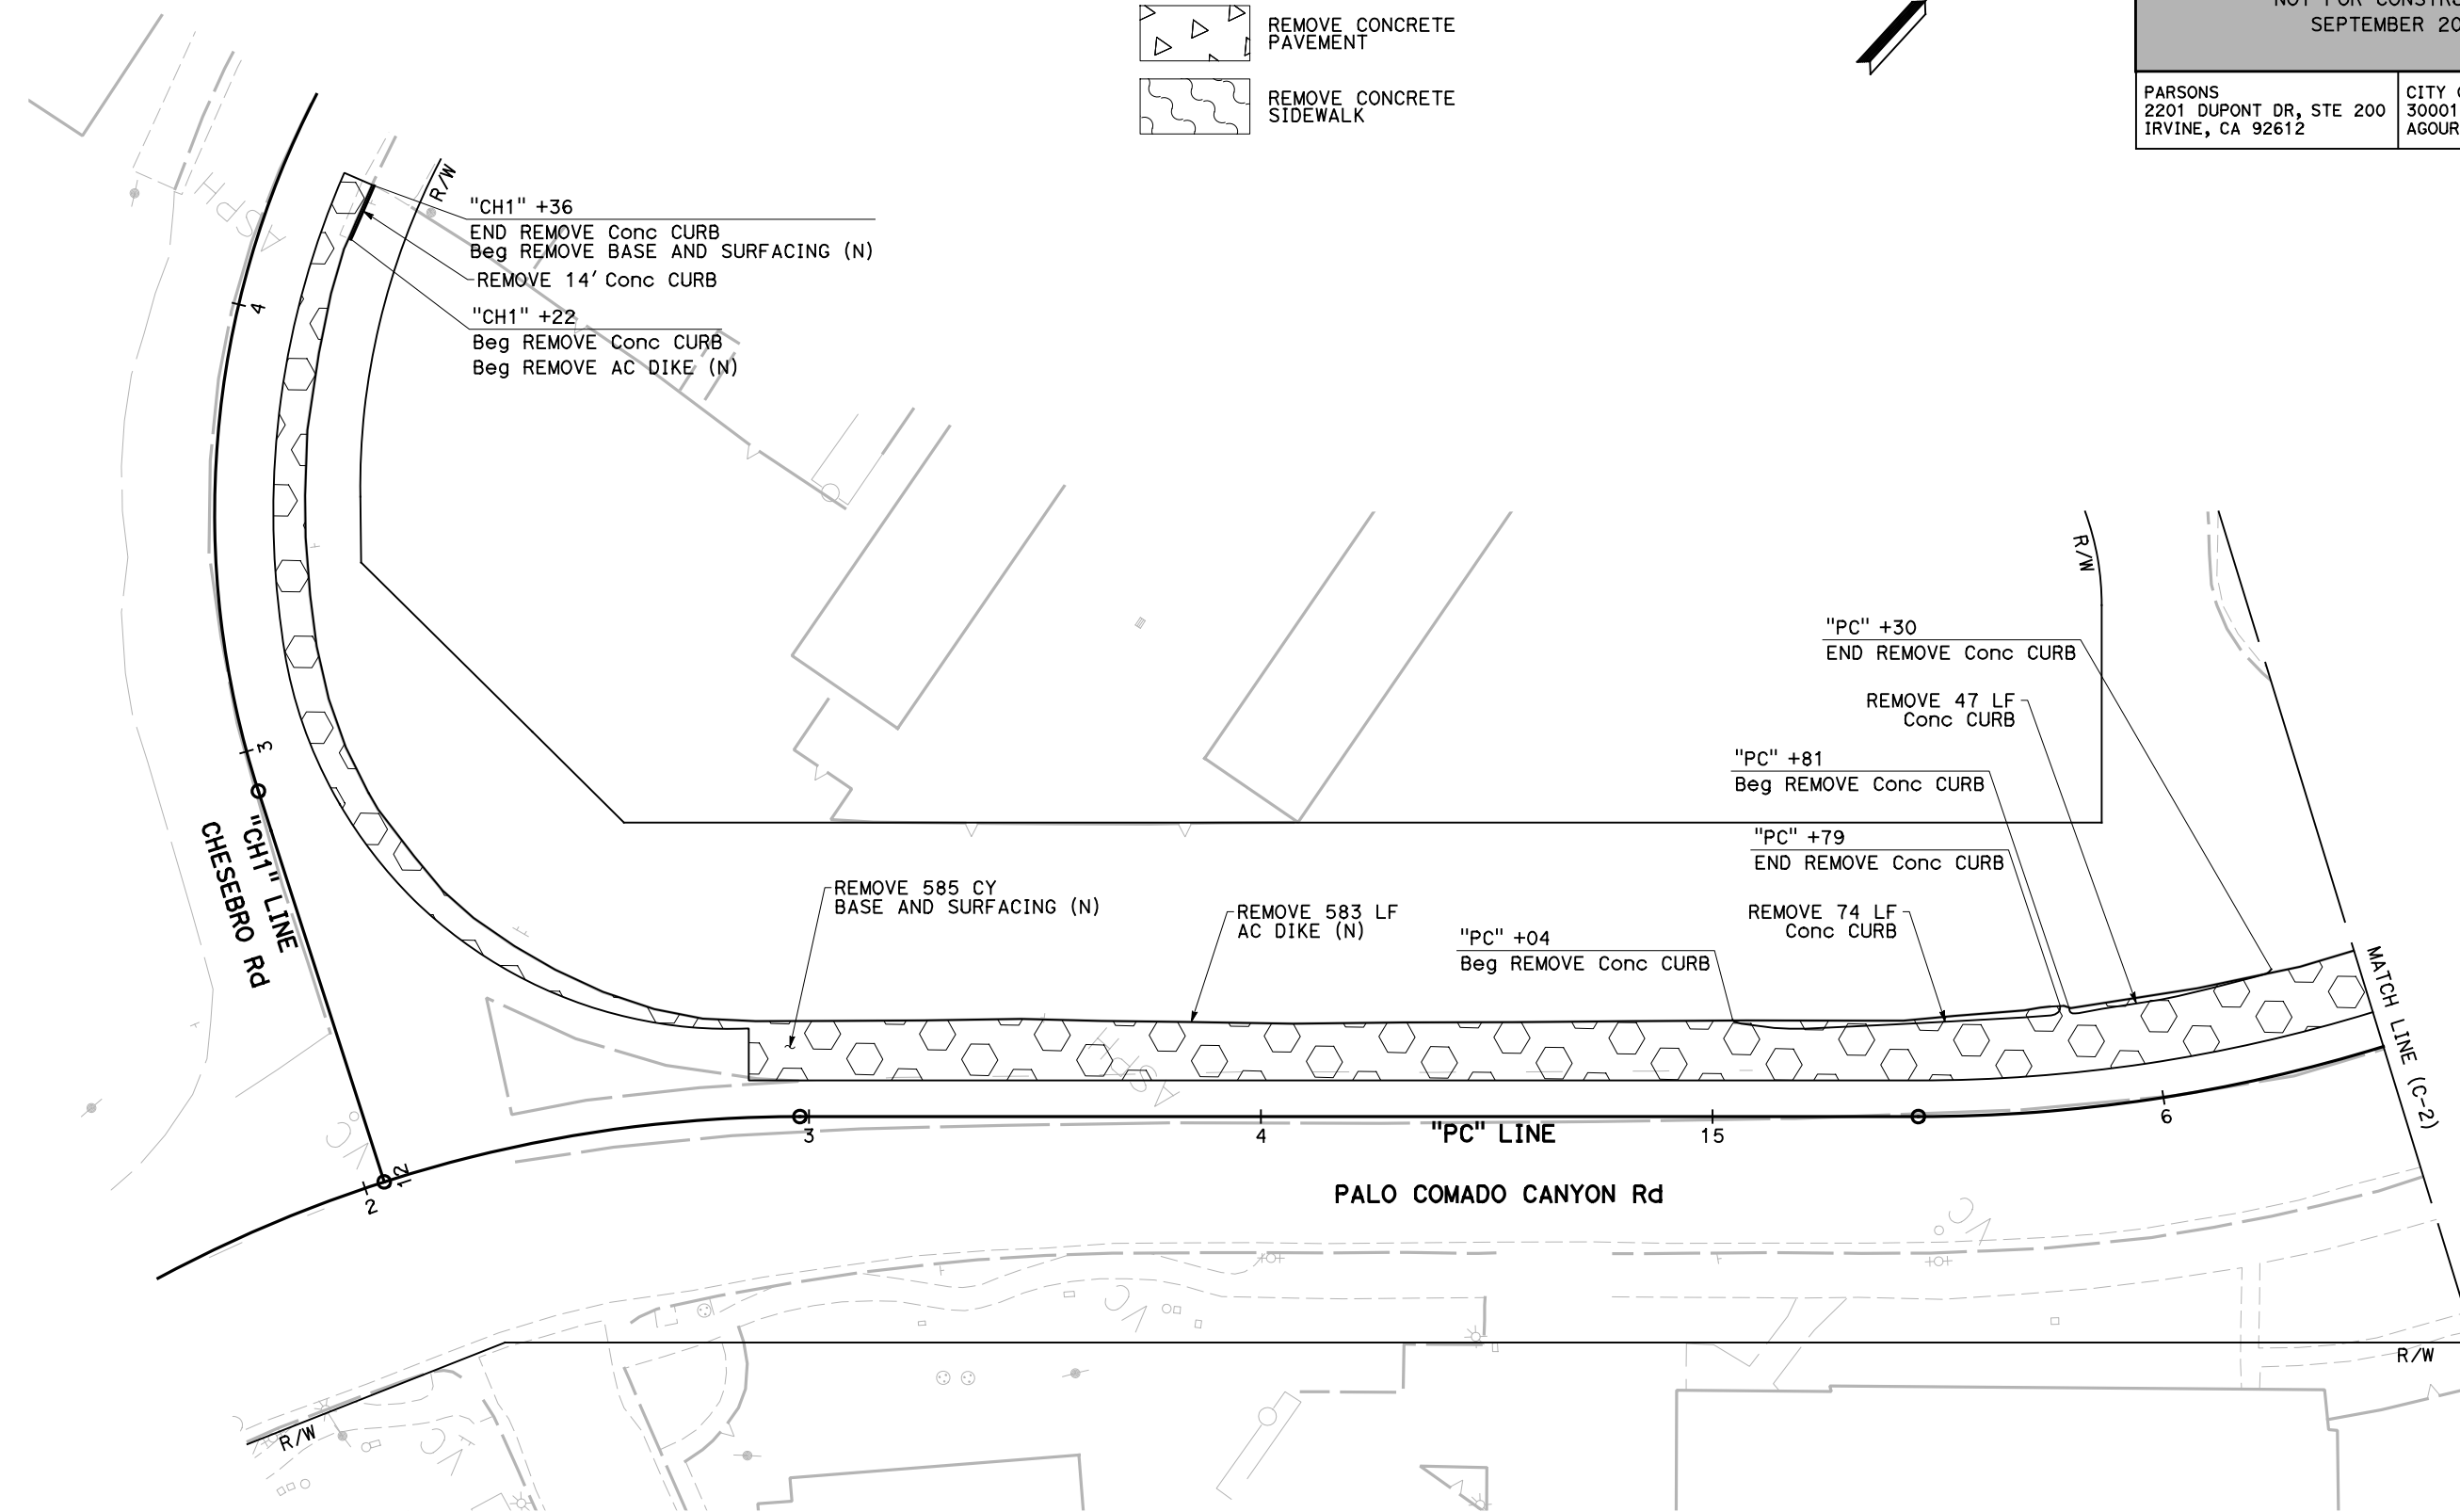 REMOVE CONCRETE
PAVEMENT
REMOVE CONCRETE
SIDEWALK
SEPTEMBER 20
PARSONS
2201 DUPONT DR, STE 200
IRVINE, CA 92612
CITY
30001
AGOUR
R/W
"CH1" +36
END REMOVE Conc CURB
Beg REMOVE BASE AND SURFACING (N)
REMOVE 14' Conc CURB
"CH1" +22
Beg REMOVE Conc CURB
Beg REMOVE AC DIKE (N)
ASPH
4
3
"CH1" LINE
CHESEBRO Rd
12
2
R/W
"PC" +30
END REMOVE Conc CURB
REMOVE 47 LF
Conc CURB
"PC" +81
Beg REMOVE Conc CURB
"PC" +79
END REMOVE Conc CURB
REMOVE 74 LF
Conc CURB
"PC" +04
Beg REMOVE Conc CURB
REMOVE 583 LF
AC DIKE (N)
REMOVE 585 CY
BASE AND SURFACING (N)
ASPH
MATCH LINE (C-2)
3
4
"PC" LINE
15
6
PALO COMADO CANYON Rd
R/W
R/W